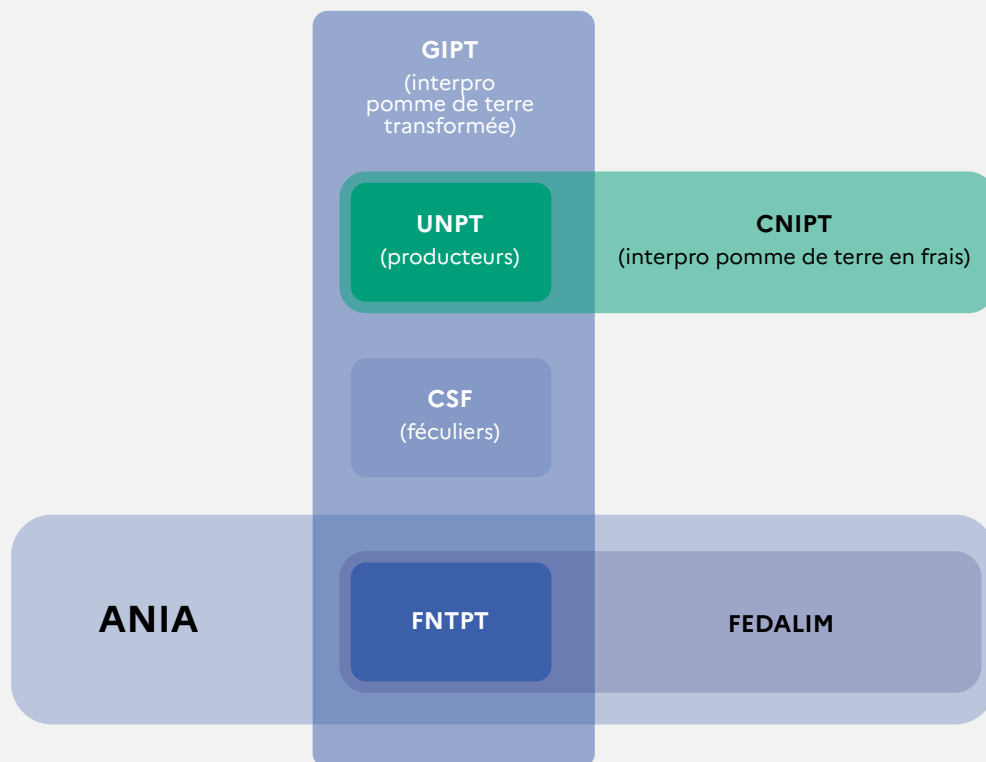 GIPT
(interpro
pomme de terre
transformée)
UNPT
(producteurs)
CNIPT
(interpro pomme de terre en frais)
CSF
(féculiers)
ANIA
FNTPT
FEDALIM